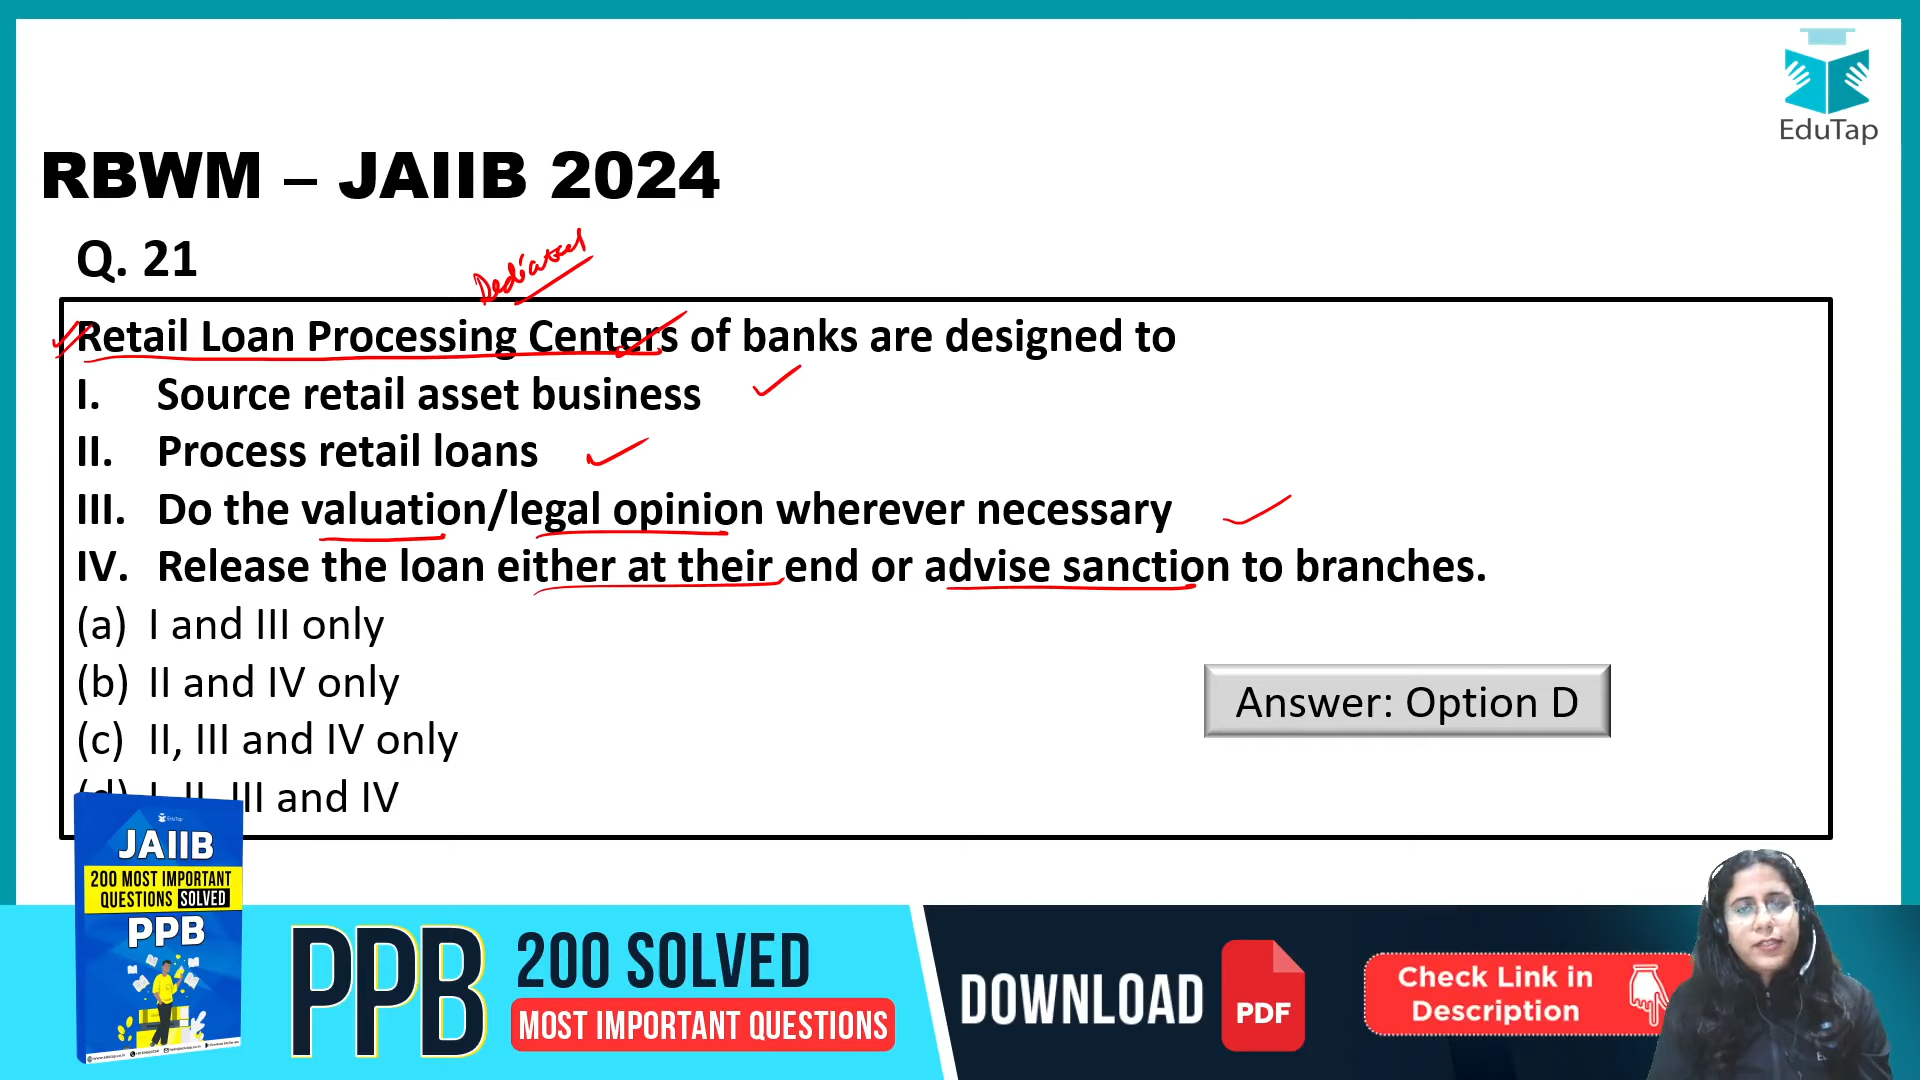 EduTap
RBWM – JAIIB 2024
Q. 21
Retail Loan Processing Centers of banks are designed to
I. Source retail asset business
II. Process retail loans
III. Do the valuation/legal opinion wherever necessary
IV. Release the loan either at their end or advise sanction to branches.
(a) I and III only
(b) II and IV only
(c) II, III and IV only
(d) I, II, III and IV
Answer: Option D
EduTap
JAIIB
200 MOST IMPORTANT
QUESTIONS SOLVED
PPB
PPB
200 SOLVED
MOST IMPORTANT QUESTIONS
DOWNLOAD
PDF
Check Link in
Description